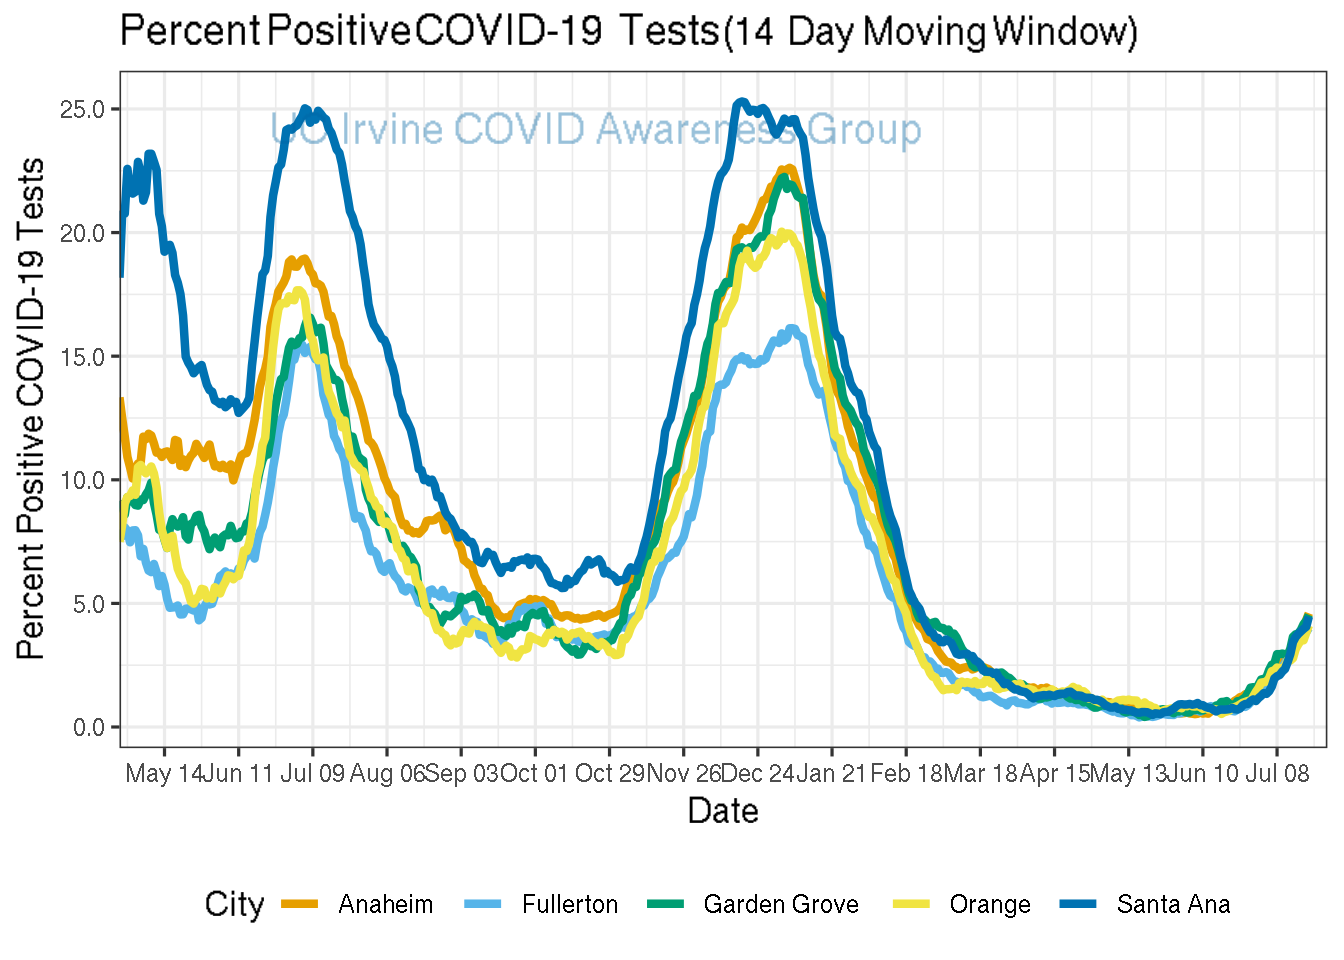 Percent Positive COVID-19 Tests (14 Day Moving Window)
UC Irvine COVID Awareness Group
Percent Positive COVID-19 Tests
25.0
20.0
15.0
10.0
5.0
0.0
May 14 Jun 11 Jul 09 Aug 06 Sep 03 Oct 01 Oct 29 Nov 26 Dec 24 Jan 21 Feb 18 Mar 18 Apr 15 May 13 Jun 10 Jul 08
Date
City Anaheim Fullerton Garden Grove Orange Santa Ana